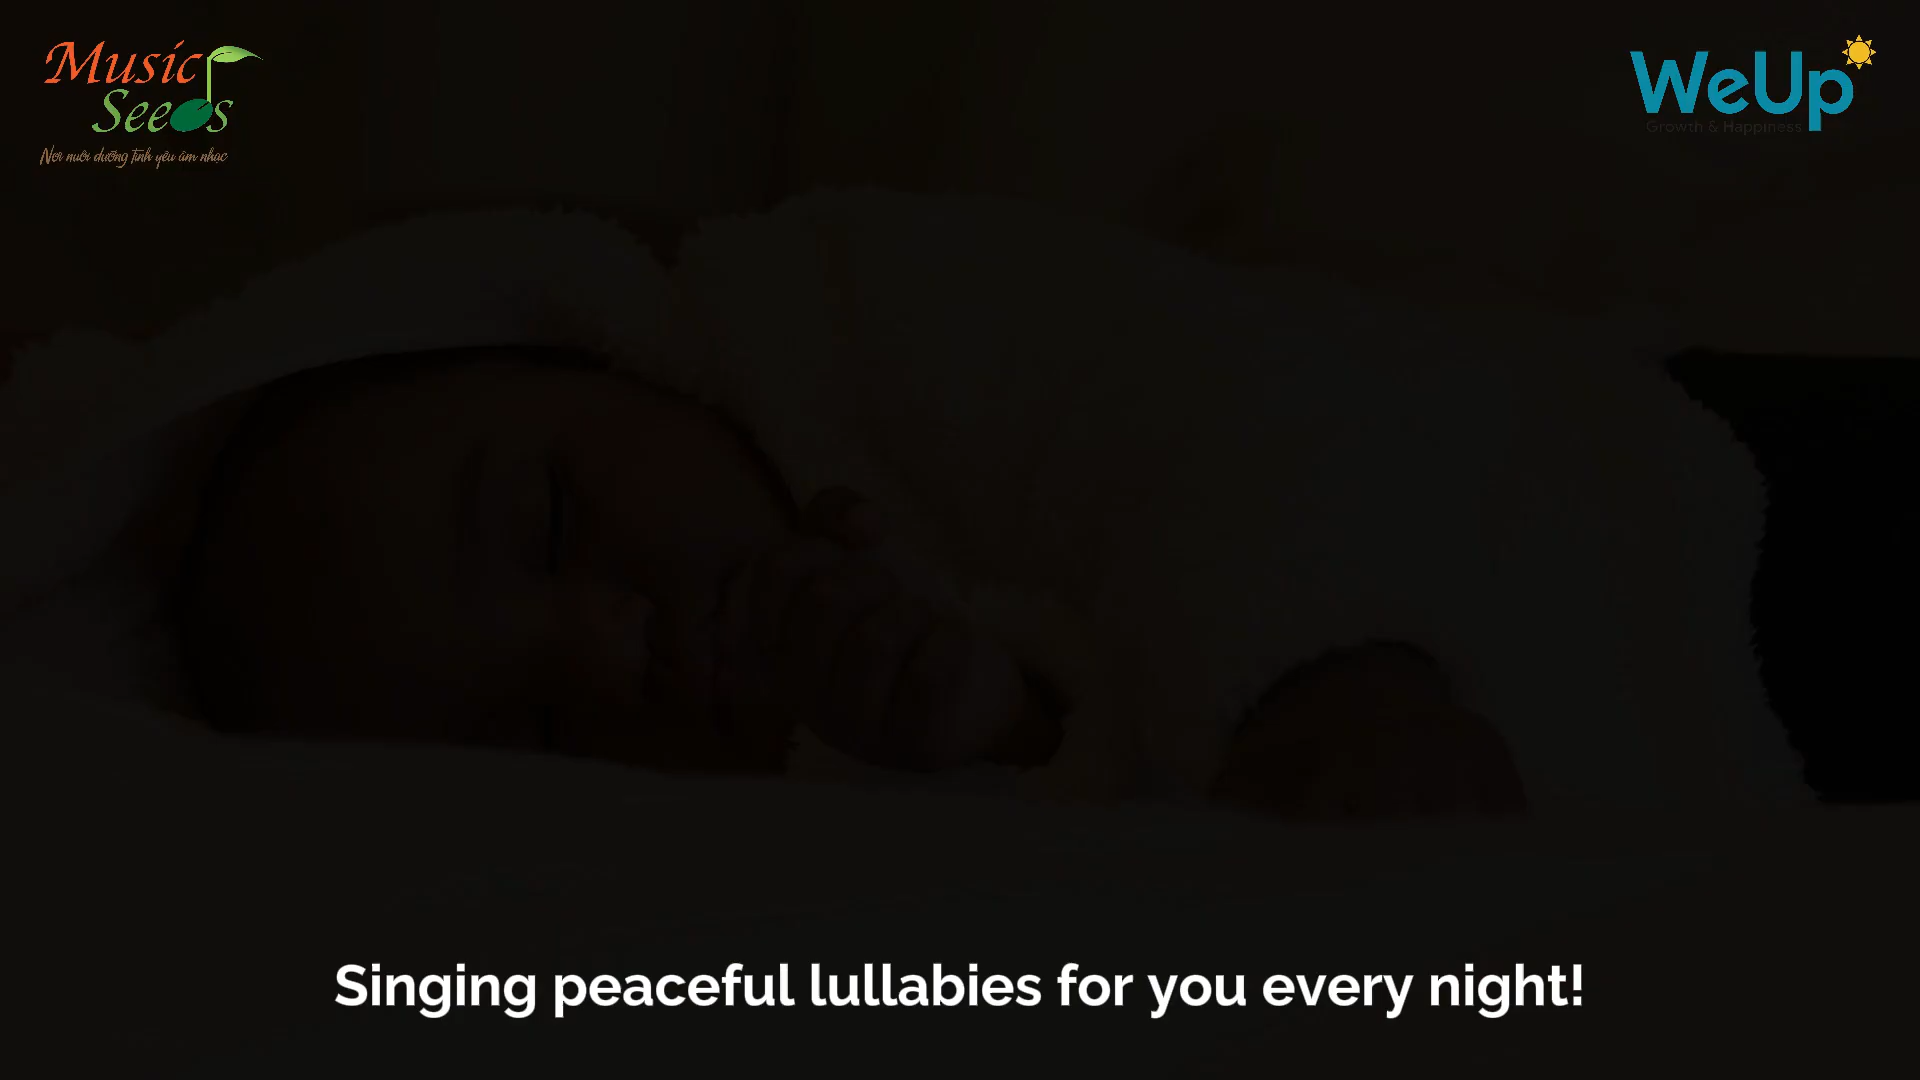 Music
Seeds
Nơi nuôi dưỡng tình yêu âm nhạc
WeUp
Growth & Happiness
Singing peaceful lullabies for you every night!